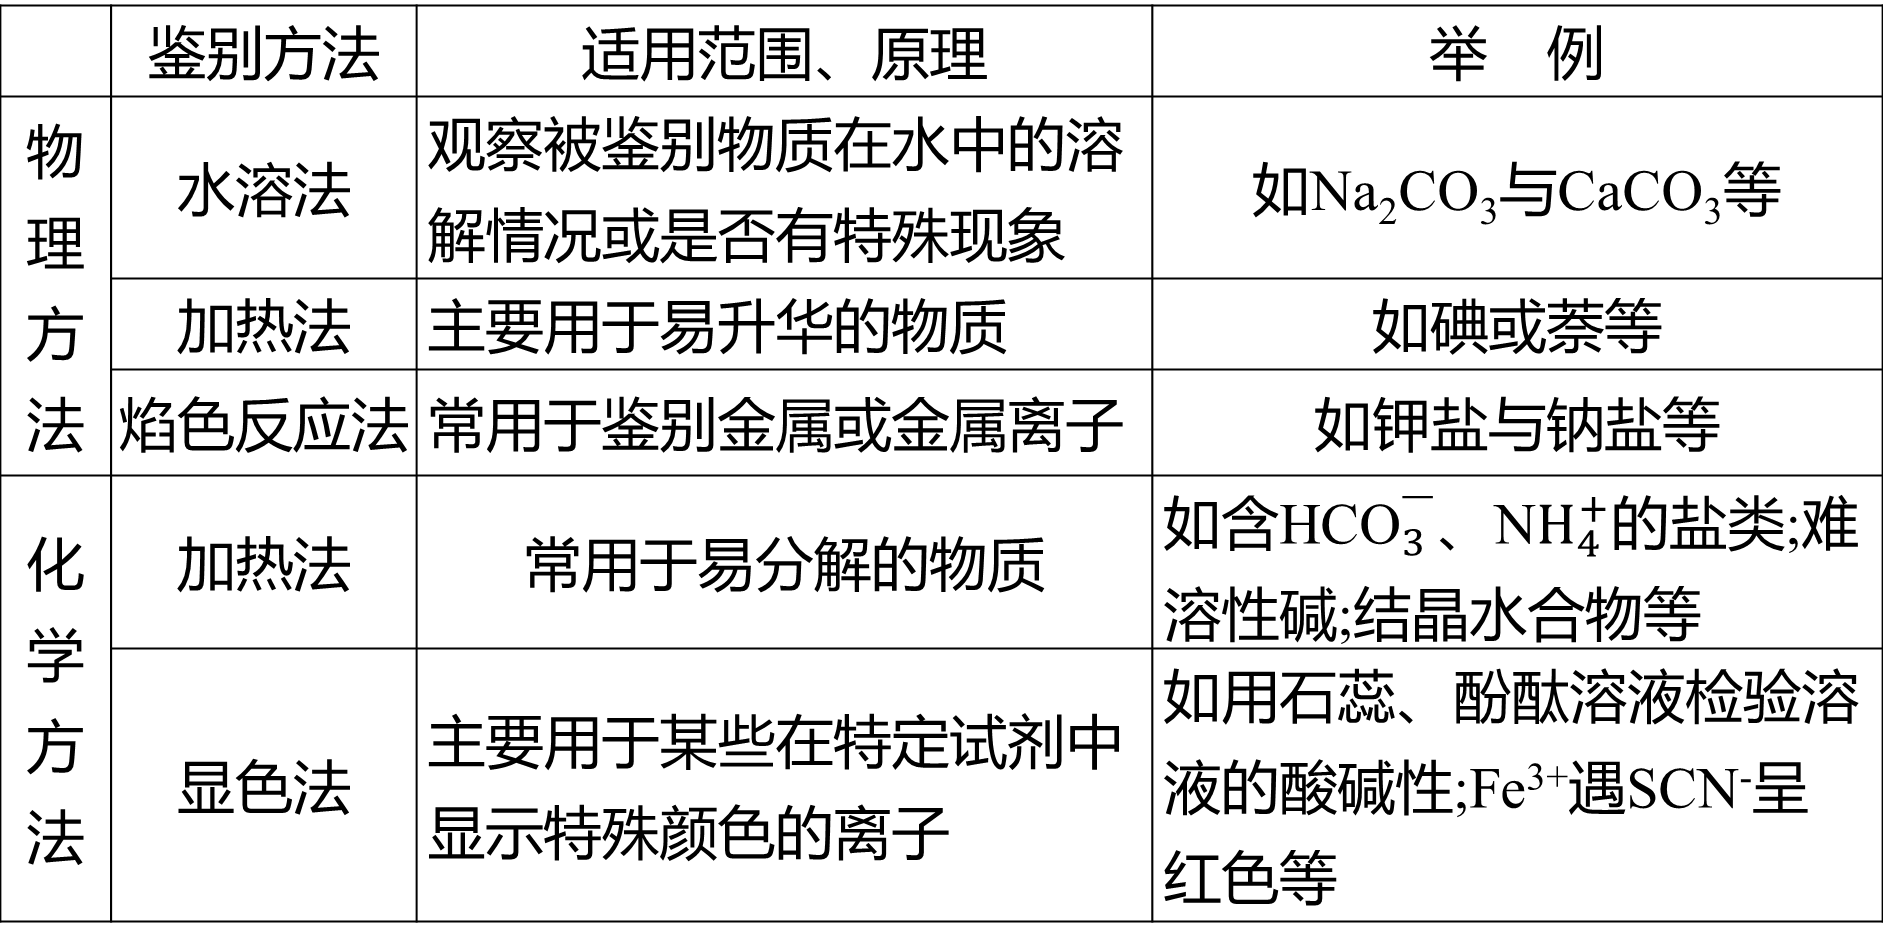 鉴别方法 适用范围、原理 举 例
物理方法
水溶法
观察被鉴别物质在水中的溶
解情况或是否有特殊现象
如Na₂CO₃与CaCO₃等
加热法 主要用于易升华的物质 如碘或萘等
焰色反应法 常用于鉴别金属或金属离子 如钾盐与钠盐等
化学方法
加热法 常用于易分解的物质
如含HCO₃⁻、NH₄⁺的盐类;难
溶性碱;结晶水合物等
显色法
主要用于某些在特定试剂中
显示特殊颜色的离子
如用石蕊、酚酞溶液检验溶
液的酸碱性;Fe³⁺遇SCN⁻呈
红色等